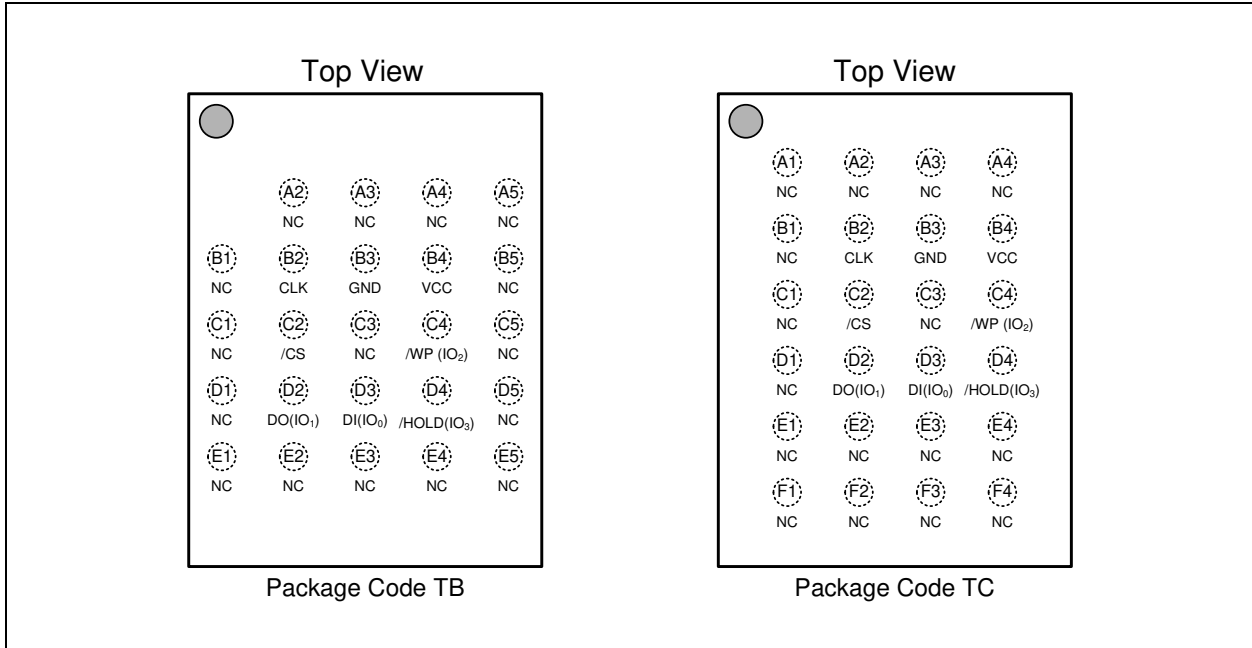 Top View
A2 A3 A4 A5
NC NC NC NC
B1 B2 B3 B4 B5
NC CLK GND VCC NC
C1 C2 C3 C4 C5
NC /CS NC /WP (IO₂) NC
D1 D2 D3 D4 D5
NC DO(IO₁) DI(IO₀) /HOLD(IO₃) NC
E1 E2 E3 E4 E5
NC NC NC NC NC
Package Code TB
Top View
A1 A2 A3 A4
NC NC NC NC
B1 B2 B3 B4
NC CLK GND VCC
C1 C2 C3 C4
NC /CS NC /WP (IO₂)
D1 D2 D3 D4
NC DO(IO₁) DI(IO₀) /HOLD(IO₃)
E1 E2 E3 E4
NC NC NC NC
F1 F2 F3 F4
NC NC NC NC
Package Code TC